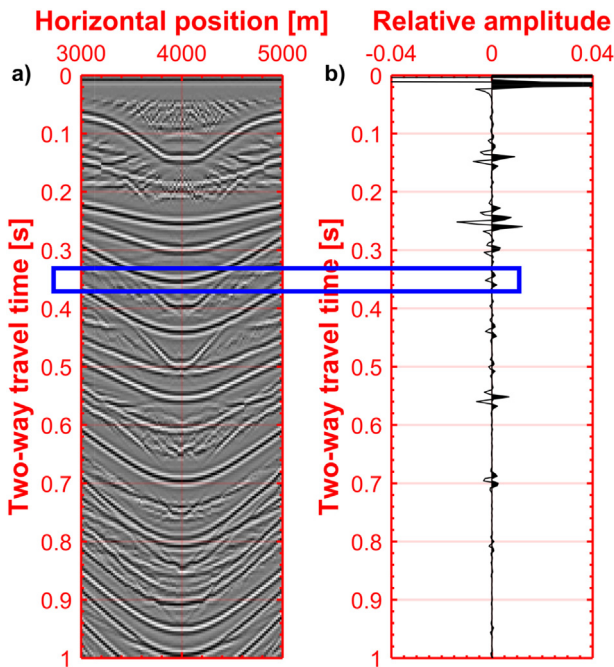 Horizontal position [m]
3000 4000 5000
a)
Two-way travel time [s]
0
0.1
0.2
0.3
0.4
0.5
0.6
0.7
0.8
0.9
1
Relative amplitude
-0.04 0 0.04
b)
Two-way travel time [s]
0
0.1
0.2
0.3
0.4
0.5
0.6
0.7
0.8
0.9
1